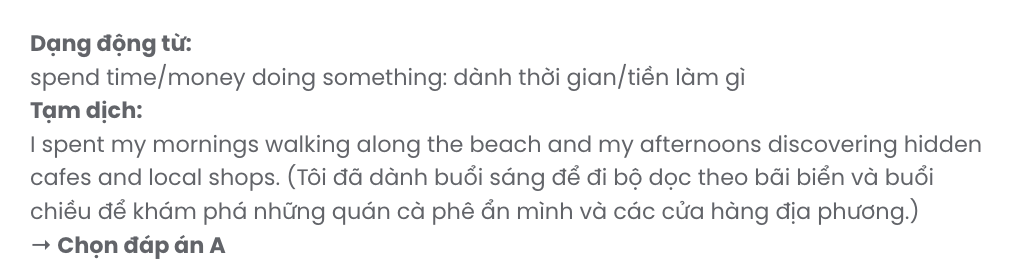 Dạng động từ:
spend time/money doing something: dành thời gian/tiền làm gì
Tạm dịch:
I spent my mornings walking along the beach and my afternoons discovering hidden
cafes and local shops. (Tôi đã dành buổi sáng để đi bộ dọc theo bãi biển và buổi
chiều để khám phá những quán cà phê ẩn mình và các cửa hàng địa phương.)
→ Chọn đáp án A